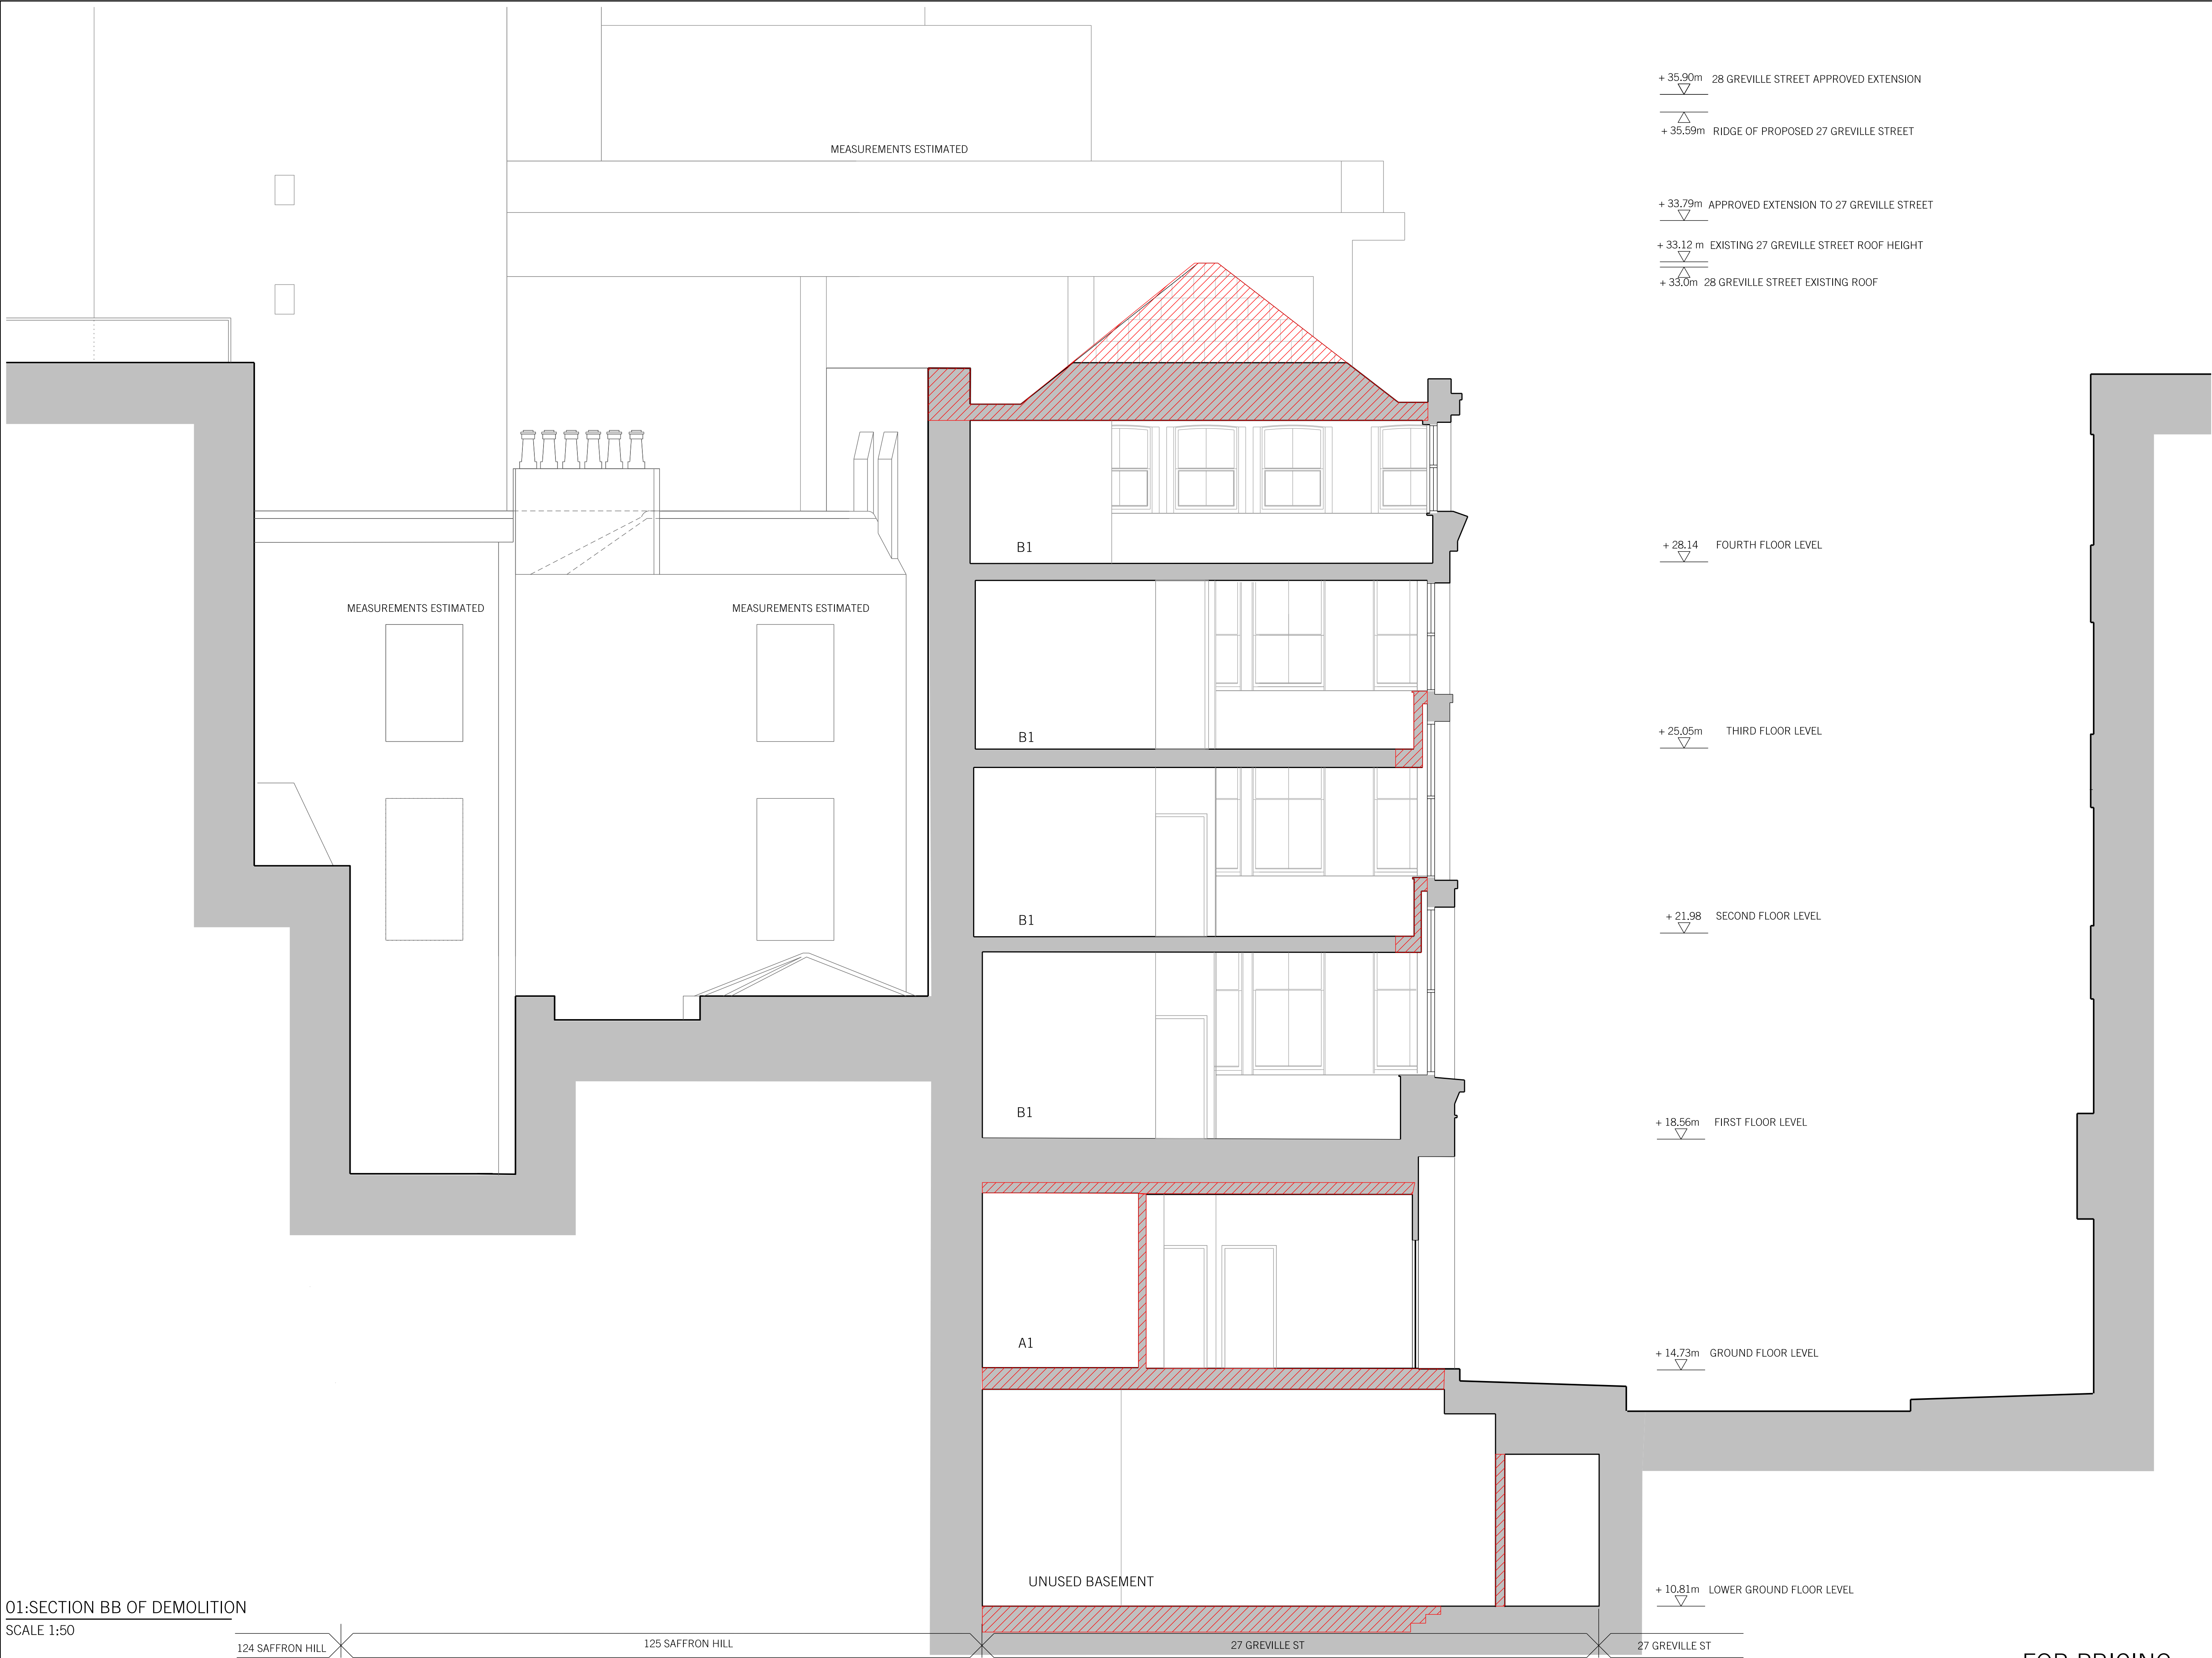 + 35.90m 28 GREVILLE STREET APPROVED EXTENSION
+ 35.59m RIDGE OF PROPOSED 27 GREVILLE STREET
MEASUREMENTS ESTIMATED
+ 33.79m APPROVED EXTENSION TO 27 GREVILLE STREET
+ 33.12 m EXISTING 27 GREVILLE STREET ROOF HEIGHT
+ 33.0m 28 GREVILLE STREET EXISTING ROOF
B1
+ 28.14 FOURTH FLOOR LEVEL
MEASUREMENTS ESTIMATED
MEASUREMENTS ESTIMATED
B1
+ 25.05m THIRD FLOOR LEVEL
B1
+ 21.98 SECOND FLOOR LEVEL
B1
+ 18.56m FIRST FLOOR LEVEL
A1
+ 14.73m GROUND FLOOR LEVEL
UNUSED BASEMENT
+ 10.81m LOWER GROUND FLOOR LEVEL
01:SECTION BB OF DEMOLITION
SCALE 1:50
124 SAFFRON HILL
125 SAFFRON HILL
27 GREVILLE ST
27 GREVILLE ST
FOR PRICING